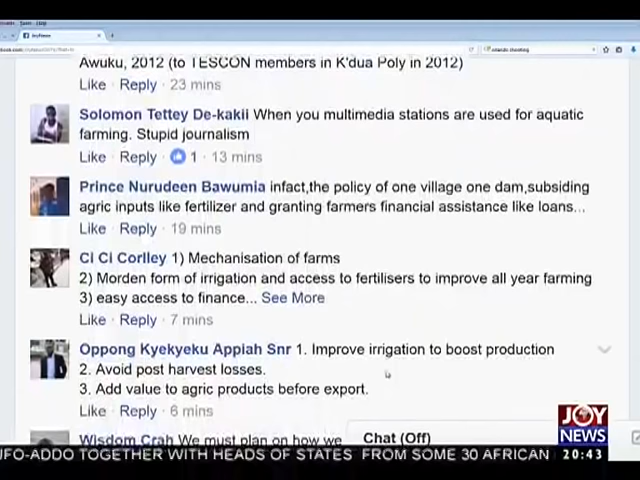 Tools Help
JoyNews
orlando shooting
Awuku, 2012 (to TESCON members in K'dua Poly in 2012)
Like · Reply · 23 mins
Solomon Tettey De-kakii When you multimedia stations are used for aquatic
farming. Stupid journalism
Like · Reply · 1 · 13 mins
Prince Nurudeen Bawumia infact,the policy of one village one dam,subsiding
agric inputs like fertilizer and granting farmers financial assistance like loans...
Like · Reply · 19 mins
Ci Ci Corlley 1) Mechanisation of farms
2) Morden form of irrigation and access to fertilisers to improve all year farming
3) easy access to finance... See More
Like · Reply · 7 mins
Oppong Kyekyeku Appiah Snr 1. Improve irrigation to boost production
2. Avoid post harvest losses.
3. Add value to agric products before export.
Like · Reply · 6 mins
Wisdom Crah We must plan on how we
Chat (Off)
JOY
NEWS
UFO-ADDO TOGETHER WITH HEADS OF STATES FROM SOME 30 AFRICAN
20:43